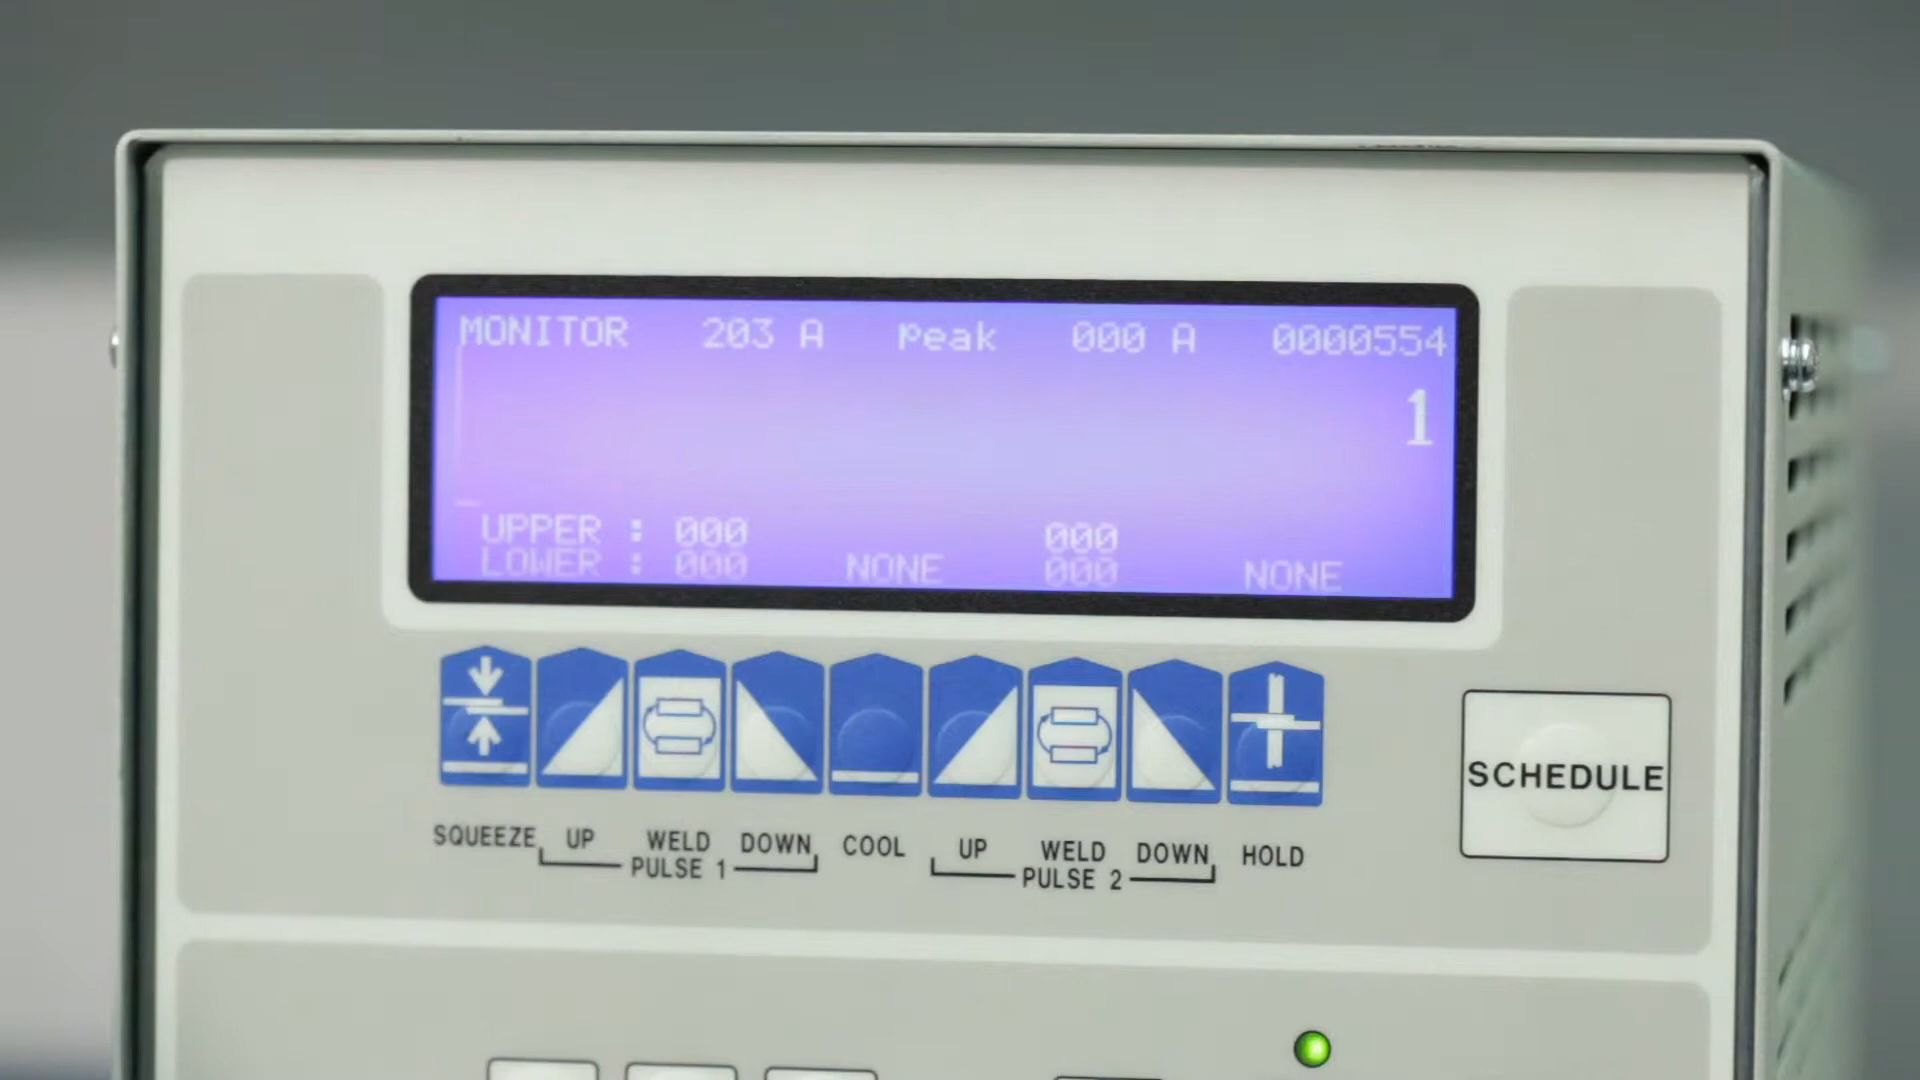 MONITOR 203 A Peak 000 A 0000554
1
UPPER : 000 000
LOWER : 000 NONE 000 NONE
SCHEDULE
SQUEEZE UP WELD DOWN COOL UP WELD DOWN HOLD
PULSE 1 PULSE 2